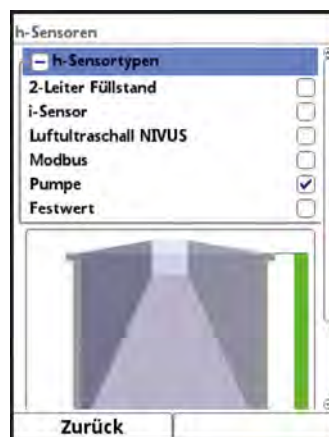 h-Sensoren
h-Sensortypen
2-Leiter Füllstand
i-Sensor
Luftultraschall NIVUS
Modbus
Pumpe
Festwert
Zurück